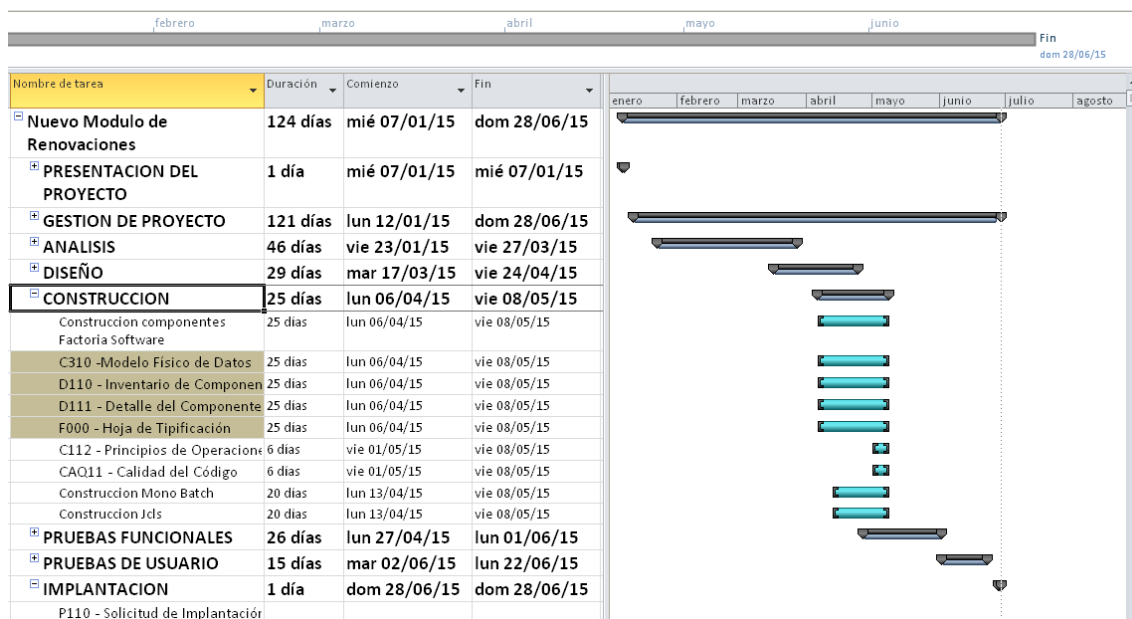 febrero marzo abril mayo junio
Fin
dom 28/06/15
Nombre de tarea Duración Comienzo Fin
enero febrero marzo abril mayo junio julio agosto
Nuevo Modulo de 124 días mié 07/01/15 dom 28/06/15
Renovaciones
PRESENTACION DEL 1 día mié 07/01/15 mié 07/01/15
PROYECTO
GESTION DE PROYECTO 121 días lun 12/01/15 dom 28/06/15
ANALISIS 46 días vie 23/01/15 vie 27/03/15
DISEÑO 29 días mar 17/03/15 vie 24/04/15
CONSTRUCCION 25 días lun 06/04/15 vie 08/05/15
Construccion componentes 25 días lun 06/04/15 vie 08/05/15
Factoria Software
C310 -Modelo Físico de Datos 25 días lun 06/04/15 vie 08/05/15
D110 - Inventario de Componen 25 días lun 06/04/15 vie 08/05/15
D111 - Detalle del Componente 25 días lun 06/04/15 vie 08/05/15
F000 - Hoja de Tipificación 25 días lun 06/04/15 vie 08/05/15
C112 - Principios de Operacione 6 días vie 01/05/15 vie 08/05/15
CAQ11 - Calidad del Código 6 días vie 01/05/15 vie 08/05/15
Construccion Mono Batch 20 días lun 13/04/15 vie 08/05/15
Construccion Jcls 20 días lun 13/04/15 vie 08/05/15
PRUEBAS FUNCIONALES 26 días lun 27/04/15 lun 01/06/15
PRUEBAS DE USUARIO 15 días mar 02/06/15 lun 22/06/15
IMPLANTACION 1 día dom 28/06/15 dom 28/06/15
P110 - Solicitud de Implantación